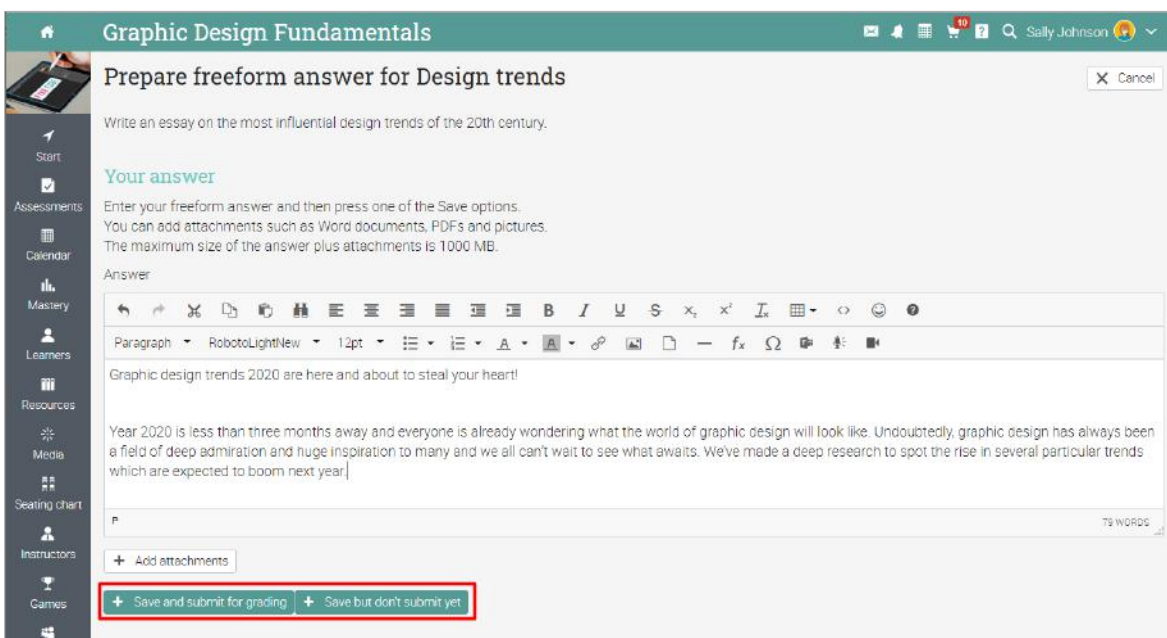 Graphic Design Fundamentals
10
Sally Johnson
Prepare freeform answer for Design trends
Cancel
Write an essay on the most influential design trends of the 20th century.
Start
Assessments
Calendar
Mastery
Learners
Resources
Media
Seating chart
Instructors
Games
Your answer
Enter your freeform answer and then press one of the Save options.
You can add attachments such as Word documents, PDFs and pictures.
The maximum size of the answer plus attachments is 1000 MB.
Answer
Paragraph RobotoLightNew 12pt
Graphic design trends 2020 are here and about to steal your heart!
Year 2020 is less than three months away and everyone is already wondering what the world of graphic design will look like. Undoubtedly, graphic design has always been
a field of deep admiration and huge inspiration to many and we all can't wait to see what awaits. We've made a deep research to spot the rise in several particular trends
which are expected to boom next year.
P
79 WORDS
+ Add attachments
+ Save and submit for grading + Save but don't submit yet